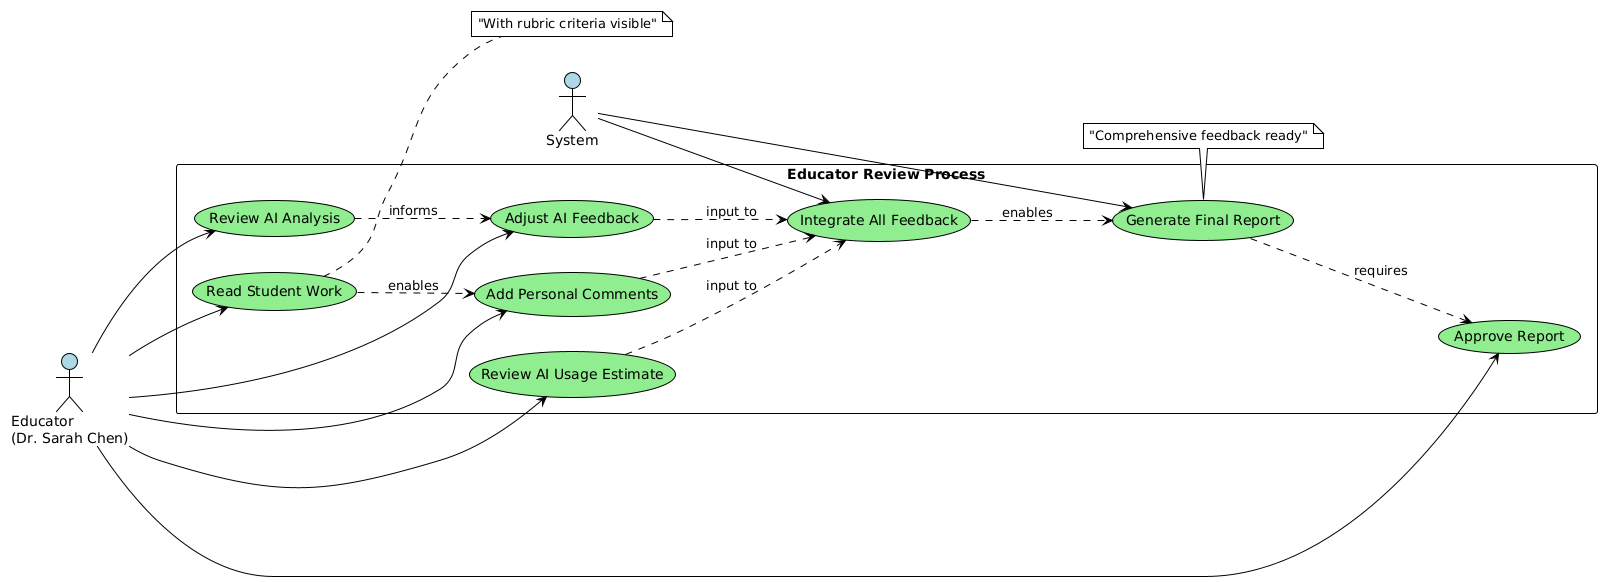 "With rubric criteria visible"
System
"Comprehensive feedback ready"
Educator Review Process
Review AI Analysis
informs
Adjust AI Feedback
input to
Integrate All Feedback
enables
Generate Final Report
input to
requires
Read Student Work
enables
Add Personal Comments
input to
Approve Report
Review AI Usage Estimate
Educator
(Dr. Sarah Chen)